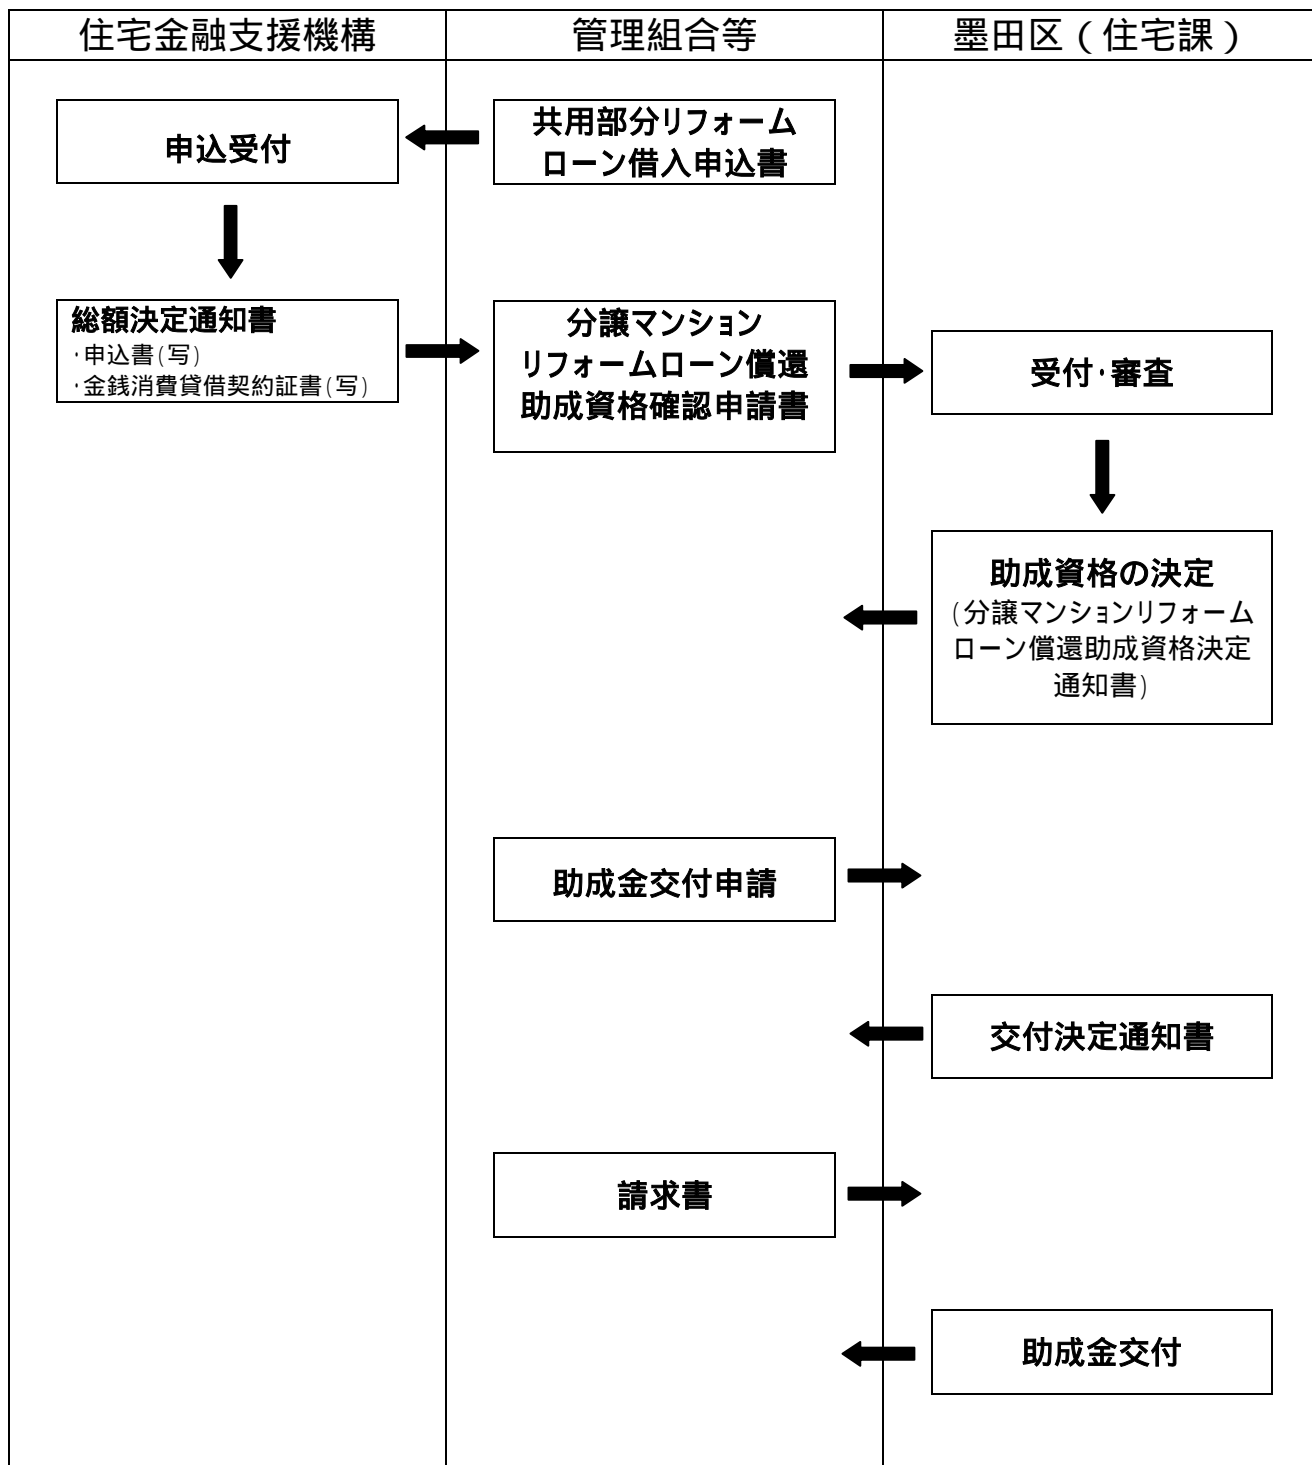 住宅金融支援機構
管理組合等
墨田区（住宅課）
申込受付
共用部分リフォーム
ローン借入申込書
総額決定通知書
・申込書(写)
・金銭消費貸借契約証書(写)
分譲マンション
リフォームローン償還
助成資格確認申請書
受付・審査
助成資格の決定
(分譲マンションリフォーム
ローン償還助成資格決定
通知書)
助成金交付申請
交付決定通知書
請求書
助成金交付